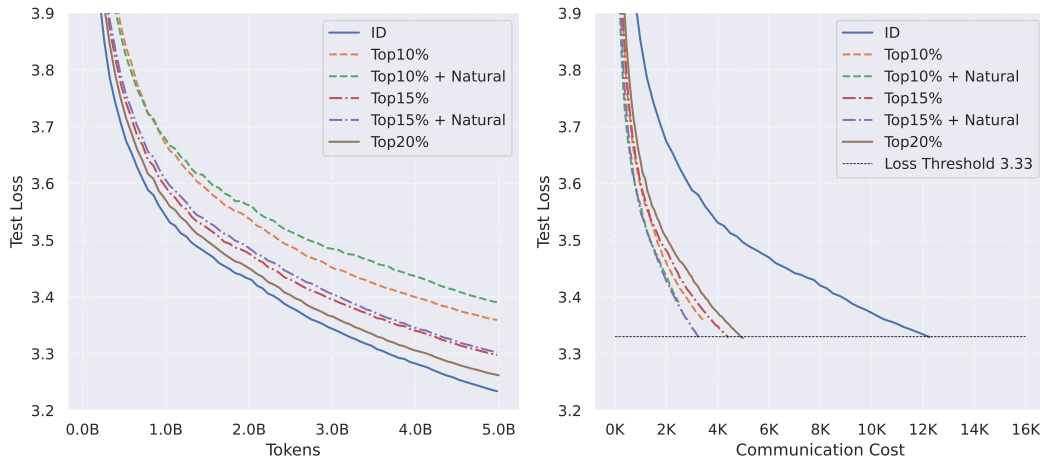 3.9
3.8
3.7
3.6
3.5
3.4
3.3
3.2
Test Loss
0.0B 1.0B 2.0B 3.0B 4.0B 5.0B
Tokens
ID
Top10%
Top10% + Natural
Top15%
Top15% + Natural
Top20%
3.9
3.8
3.7
3.6
3.5
3.4
3.3
3.2
Test Loss
0K 2K 4K 6K 8K 10K 12K 14K 16K
Communication Cost
ID
Top10%
Top10% + Natural
Top15%
Top15% + Natural
Top20%
Loss Threshold 3.33